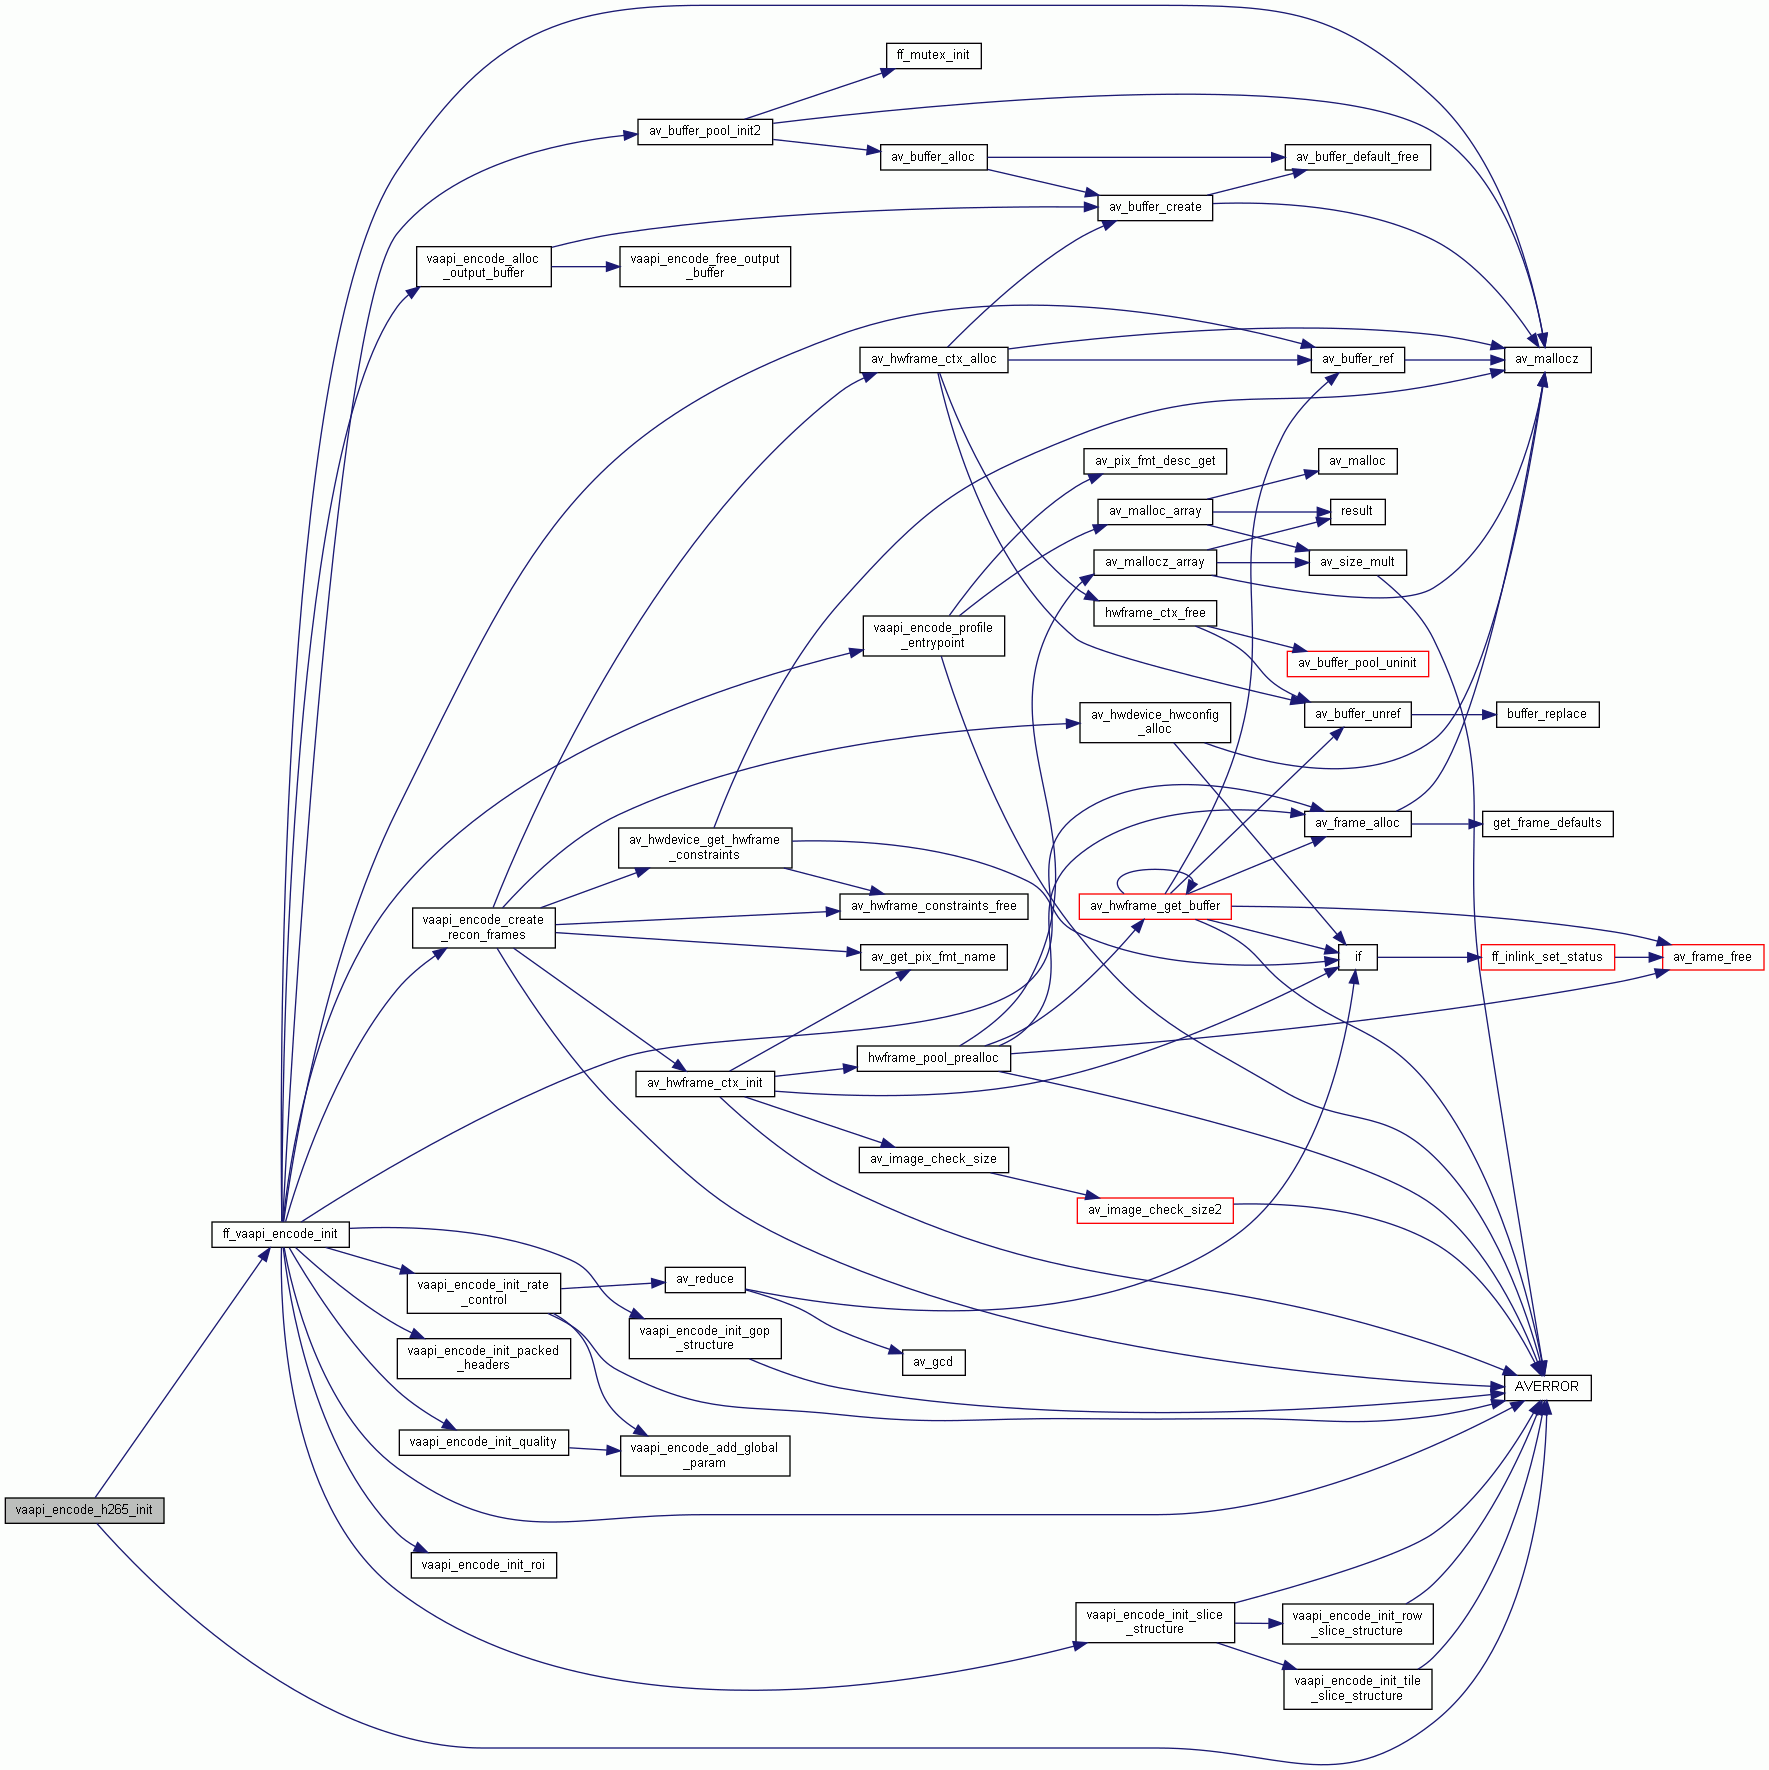 ff_mutex_init
av_buffer_pool_init2
av_buffer_alloc
av_buffer_default_free
av_buffer_create
vaapi_encode_alloc
_output_buffer
vaapi_encode_free_output
_buffer
av_hwframe_ctx_alloc
av_buffer_ref
av_mallocz
av_pix_fmt_desc_get
av_malloc
av_malloc_array
result
av_mallocz_array
av_size_mult
hwframe_ctx_free
vaapi_encode_profile
_entrypoint
av_buffer_pool_uninit
av_hwdevice_hwconfig
_alloc
av_buffer_unref
buffer_replace
av_frame_alloc
get_frame_defaults
av_hwdevice_get_hwframe
_constraints
av_hwframe_constraints_free
av_hwframe_get_buffer
vaapi_encode_create
_recon_frames
av_get_pix_fmt_name
if
ff_inlink_set_status
av_frame_free
hwframe_pool_prealloc
av_hwframe_ctx_init
av_image_check_size
av_image_check_size2
ff_vaapi_encode_init
vaapi_encode_init_rate
_control
av_reduce
vaapi_encode_init_gop
_structure
vaapi_encode_init_packed
_headers
av_gcd
AVERROR
vaapi_encode_init_quality
vaapi_encode_add_global
_param
vaapi_encode_h265_init
vaapi_encode_init_roi
vaapi_encode_init_slice
_structure
vaapi_encode_init_row
_slice_structure
vaapi_encode_init_tile
_slice_structure